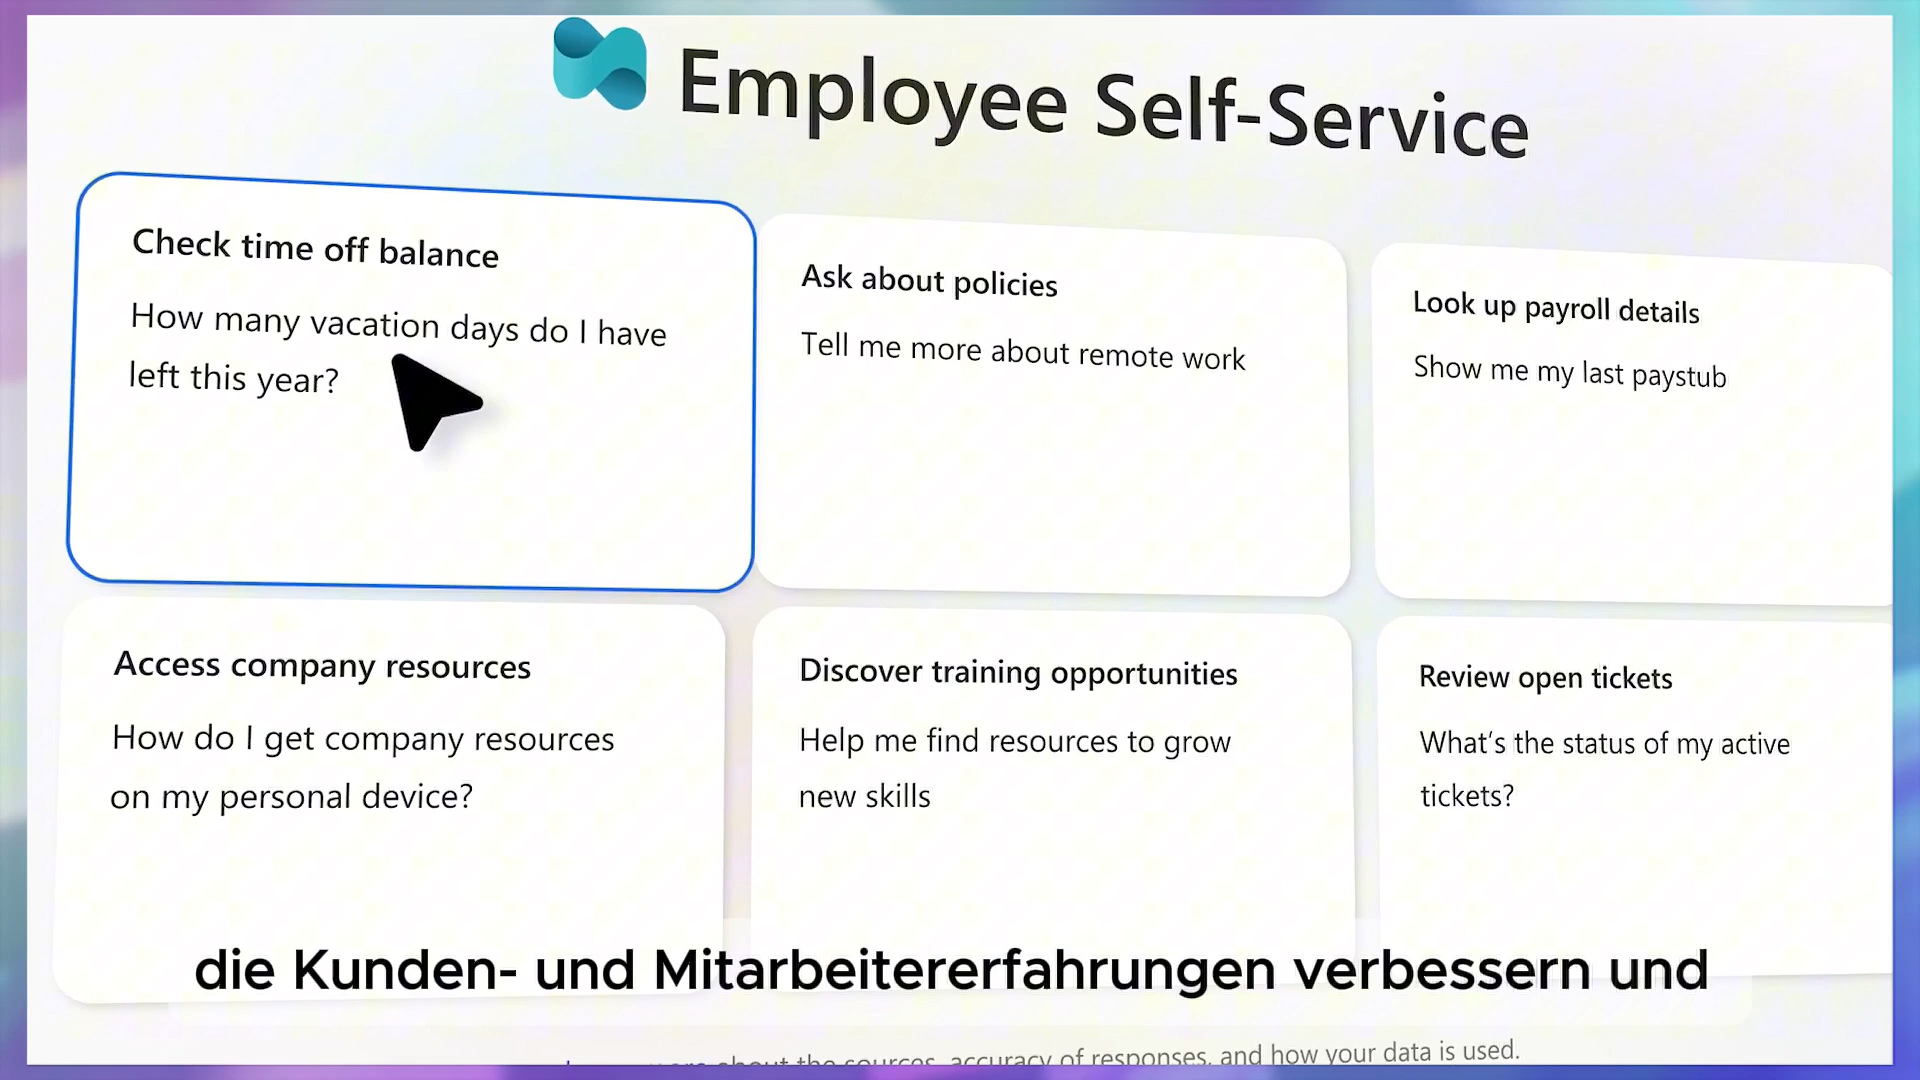 Employee Self-Service
Check time off balance
How many vacation days do I have
left this year?
Ask about policies
Tell me more about remote work
Look up payroll details
Show me my last paystub
Access company resources
How do I get company resources
on my personal device?
Discover training opportunities
Help me find resources to grow
new skills
Review open tickets
What's the status of my active
tickets?
die Kunden- und Mitarbeitererfahrungen verbessern und
about the sources, accuracy of responses, and how your data is used.